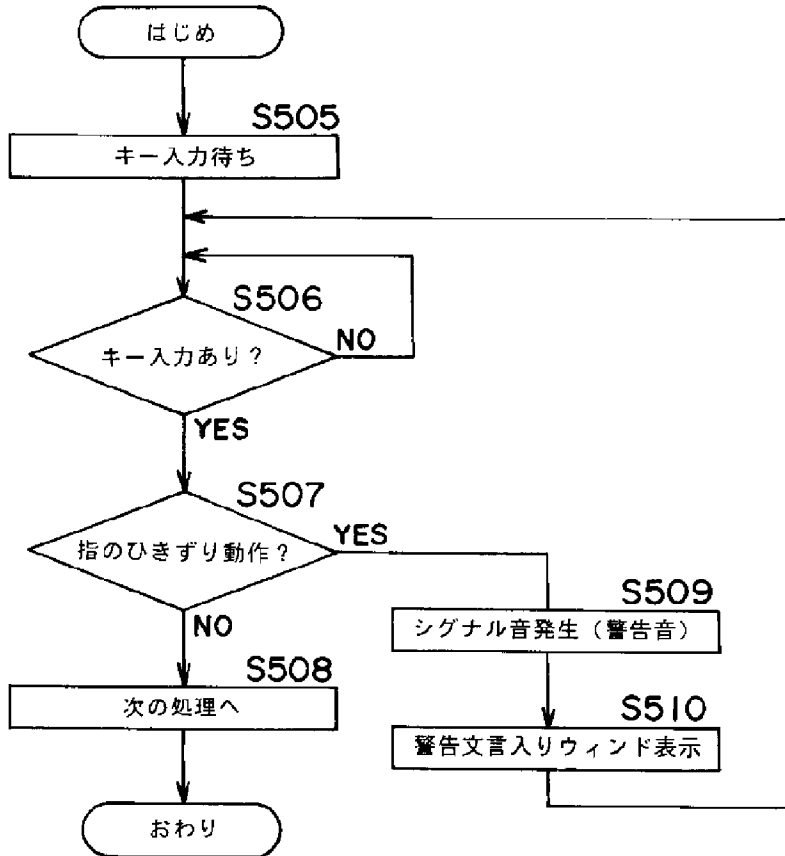 はじめ
S505
キー入力待ち
S506
キー入力あり?
NO
YES
S507
指のひきずり動作?
YES
NO
S509
シグナル音発生(警告音)
S508
次の処理へ
S510
警告文言入りウィンド表示
おわり